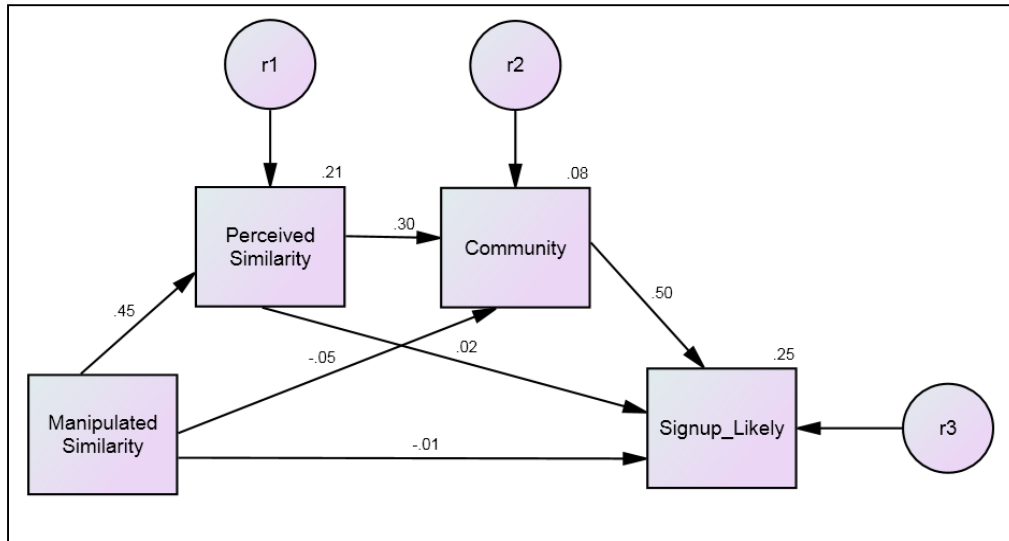 r1
r2
.21
.08
Perceived
Similarity
.30
Community
.45
.50
-.05
.02
.25
Manipulated
Similarity
Signup_Likely
r3
-.01